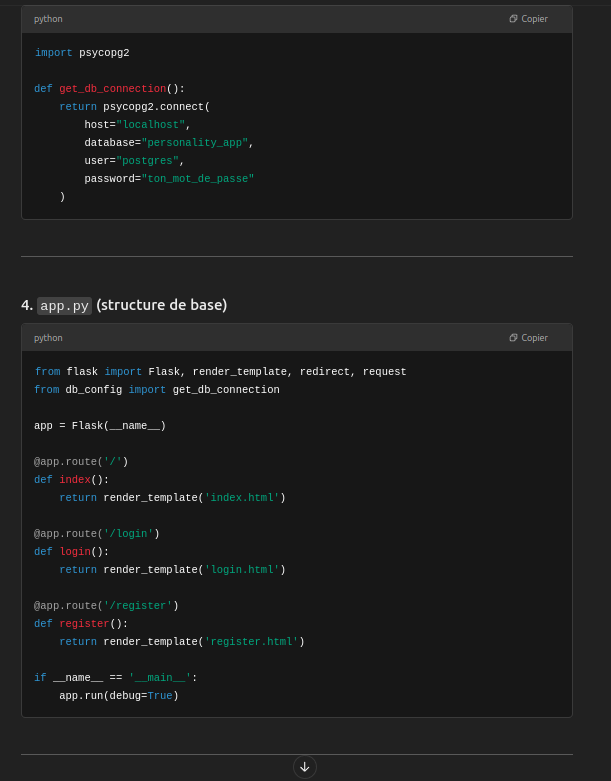 python
Copier
import psycopg2
def get_db_connection():
    return psycopg2.connect(
        host="localhost",
        database="personality_app",
        user="postgres",
        password="ton_mot_de_passe"
    )
4. app.py (structure de base)
python
Copier
from flask import Flask, render_template, redirect, request
from db_config import get_db_connection
app = Flask(__name__)
@app.route('/')
def index():
    return render_template('index.html')
@app.route('/login')
def login():
    return render_template('login.html')
@app.route('/register')
def register():
    return render_template('register.html')
if __name__ == '__main__':
    app.run(debug=True)